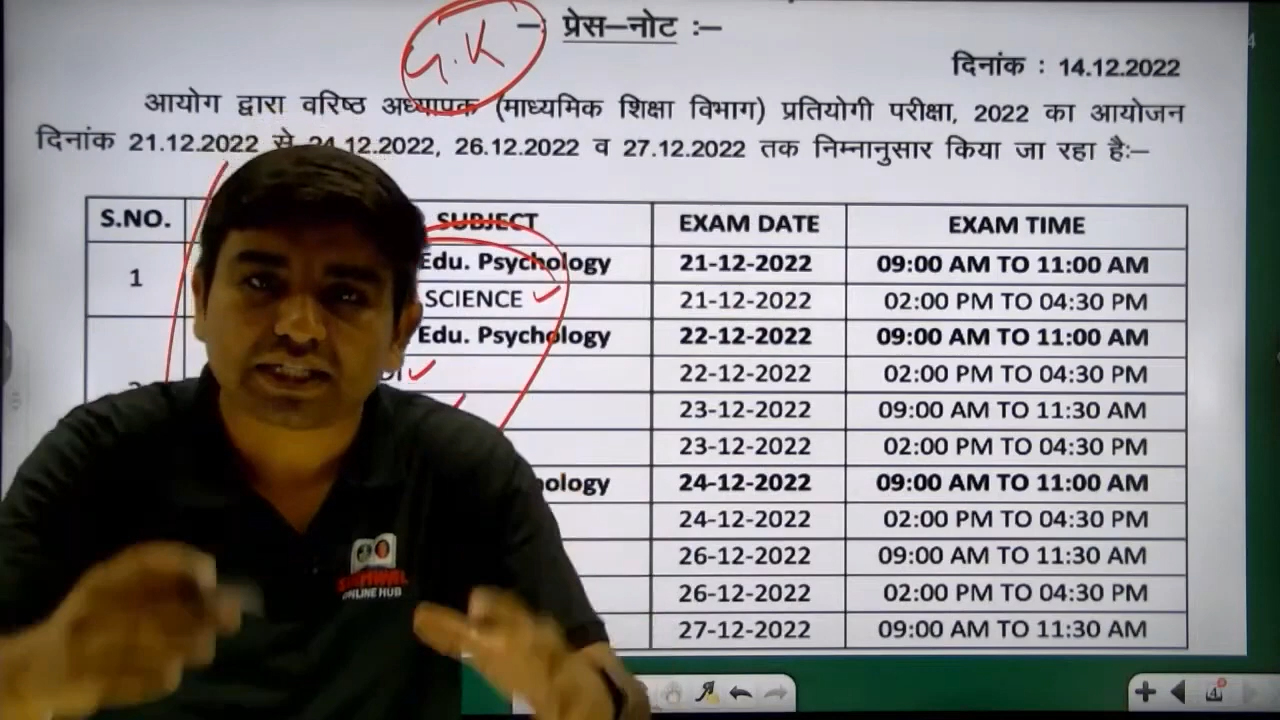 G.K
—: प्रेस–नोट :—
दिनांक : 14.12.2022
आयोग द्वारा वरिष्ठ अध्यापक (माध्यमिक शिक्षा विभाग) प्रतियोगी परीक्षा, 2022 का आयोजन
दिनांक 21.12.2022 से 24.12.2022, 26.12.2022 व 27.12.2022 तक निम्नानुसार किया जा रहा है:—
S.NO. SUBJECT EXAM DATE EXAM TIME
1 Edu. Psychology 21-12-2022 09:00 AM TO 11:00 AM
SCIENCE 21-12-2022 02:00 PM TO 04:30 PM
Edu. Psychology 22-12-2022 09:00 AM TO 11:00 AM
22-12-2022 02:00 PM TO 04:30 PM
23-12-2022 09:00 AM TO 11:30 AM
23-12-2022 02:00 PM TO 04:30 PM
24-12-2022 09:00 AM TO 11:00 AM
24-12-2022 02:00 PM TO 04:30 PM
26-12-2022 09:00 AM TO 11:30 AM
26-12-2022 02:00 PM TO 04:30 PM
27-12-2022 09:00 AM TO 11:30 AM
ONLINE HUB
4